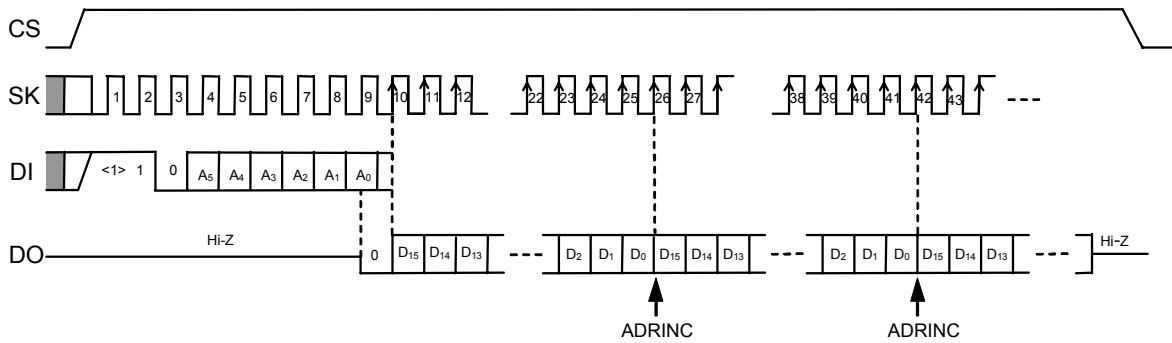 CS
SK 1 2 3 4 5 6 7 8 9 10 11 12 22 23 24 25 26 27 38 39 40 41 42 43
DI <1> 1 0 A5 A4 A3 A2 A1 A0
DO Hi-Z 0 D15 D14 D13 D2 D1 D0 D15 D14 D13 D2 D1 D0 D15 D14 D13 Hi-Z
ADRINC ADRINC